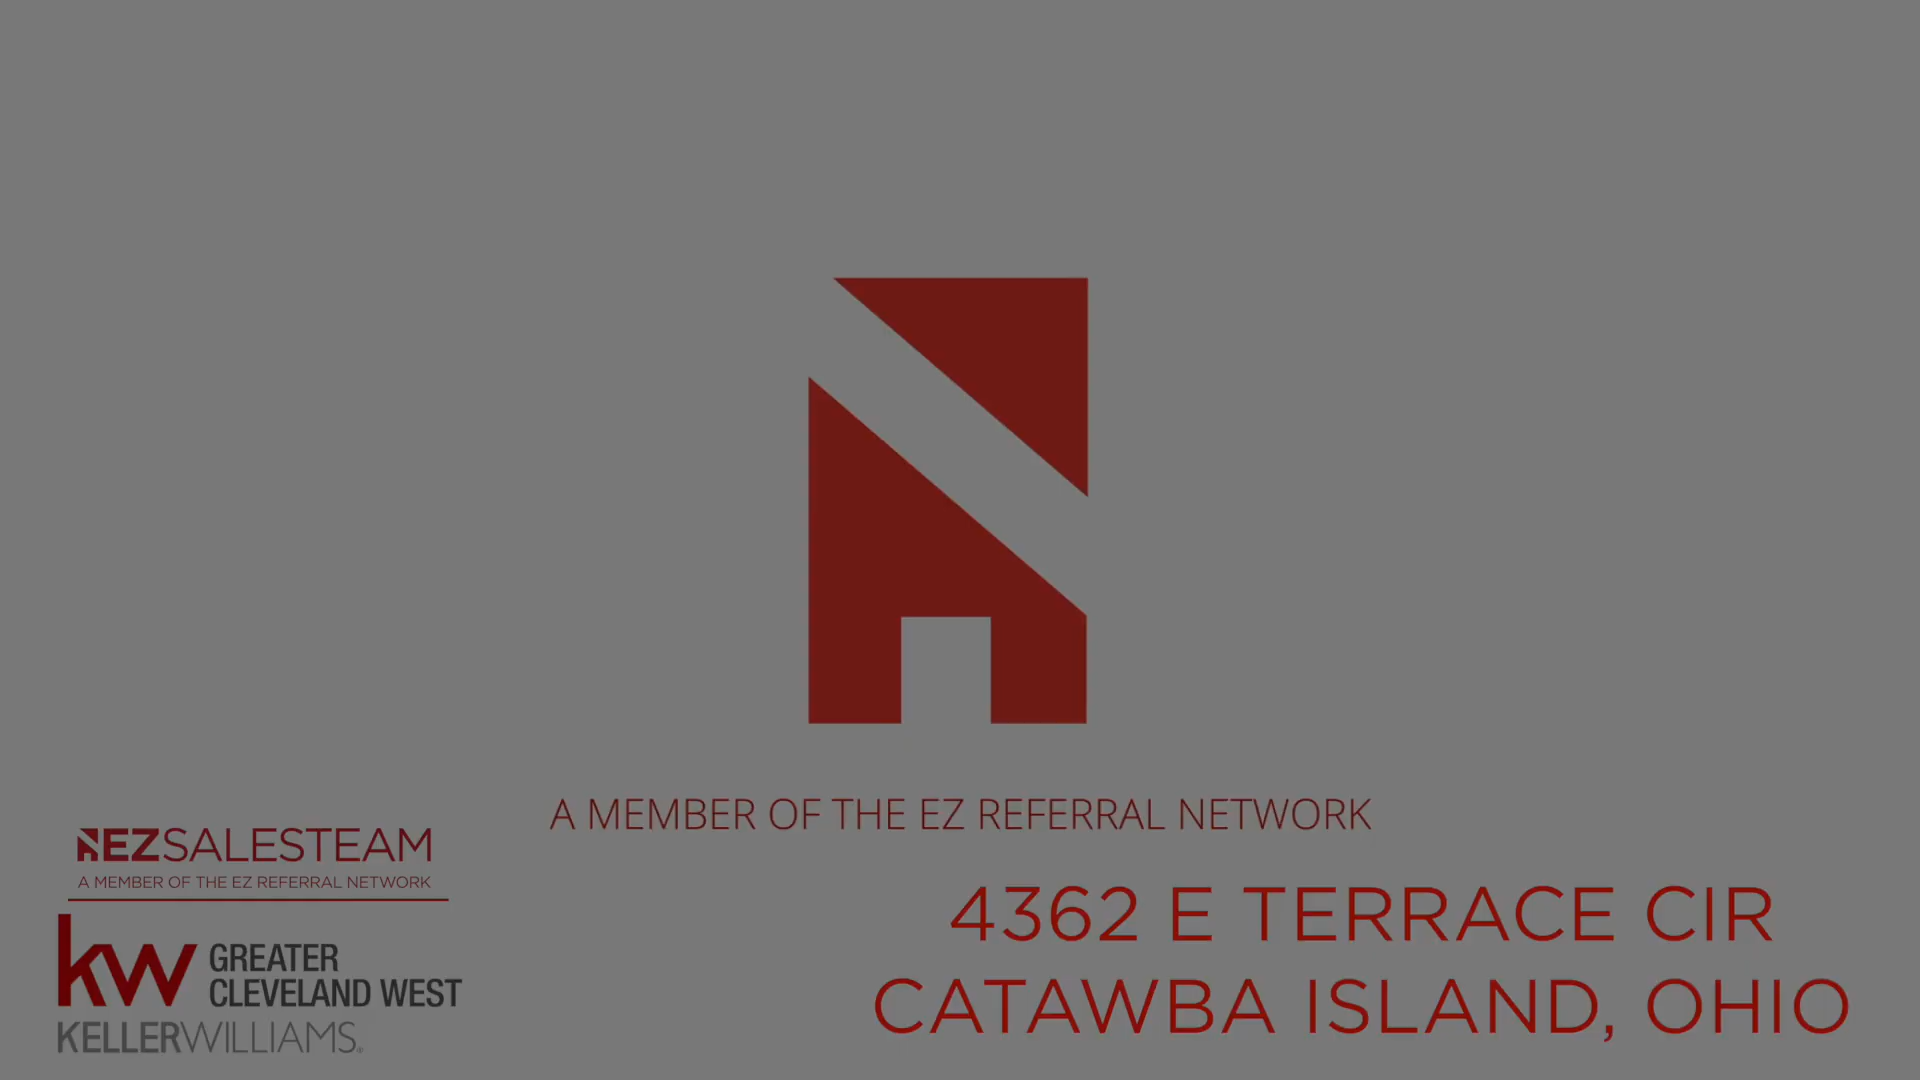 A MEMBER OF THE EZ REFERRAL NETWORK
EZSALESTEAM
A MEMBER OF THE EZ REFERRAL NETWORK
kw GREATER
CLEVELAND WEST
KELLERWILLIAMS®
4362 E TERRACE CIR
CATAWBA ISLAND, OHIO